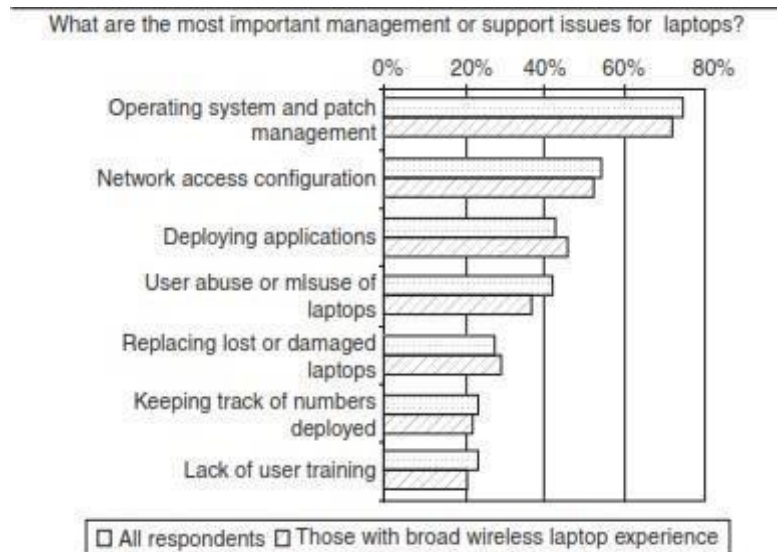 What are the most important management or support issues for laptops?
0% 20% 40% 60% 80%
Operating system and patch
management
Network access configuration
Deploying applications
User abuse or misuse of
laptops
Replacing lost or damaged
laptops
Keeping track of numbers
deployed
Lack of user training
All respondents Those with broad wireless laptop experience